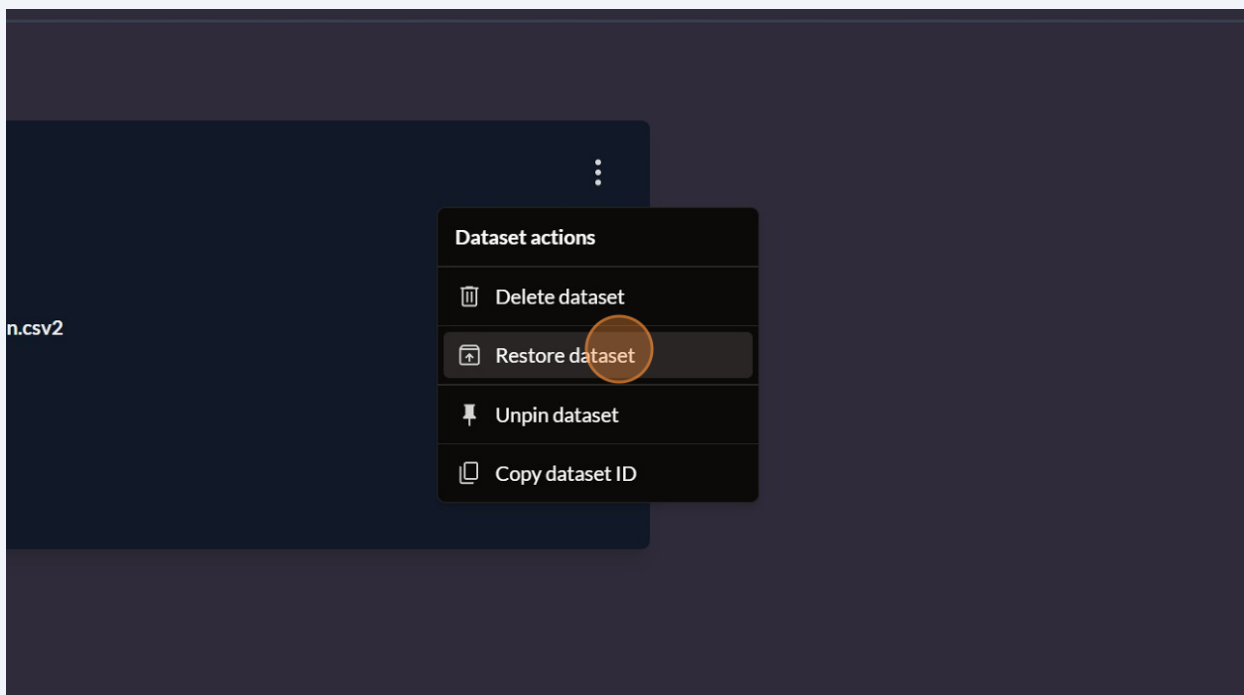 Dataset actions
Delete dataset
n.csv2
Restore dataset
Unpin dataset
Copy dataset ID